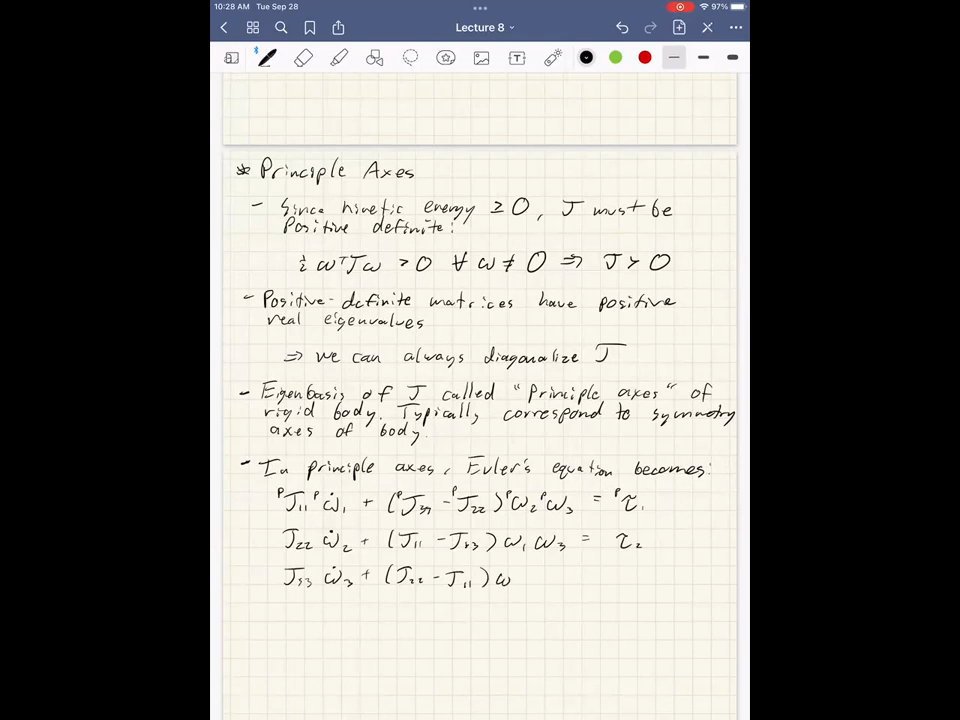 10:28 AM Tue Sep 28
97%
Lecture 8
* Principle Axes
- Since kinetic energy ≥ 0, J must be
Positive definite:
½ ωᵀJω > 0 ∀ ω ≠ 0 ⇒ J > 0
- Positive-definite matrices have positive
real eigenvalues
⇒ we can always diagonalize J
- Eigenbasis of J called "Principle axes" of
rigid body. Typically correspond to symmetry
axes of body.
- In principle axes, Euler's equation becomes:
ᴾJ₁₁ ᴾω̇₁ + (ᴾJ₃₃ - ᴾJ₂₂) ᴾω₂ ᴾω₃ = ᴾτ₁
J₂₂ ω̇₂ + (J₁₁ - J₃₃) ω₁ ω₃ = τ₂
J₃₃ ω̇₃ + (J₂₂ - J₁₁) ω